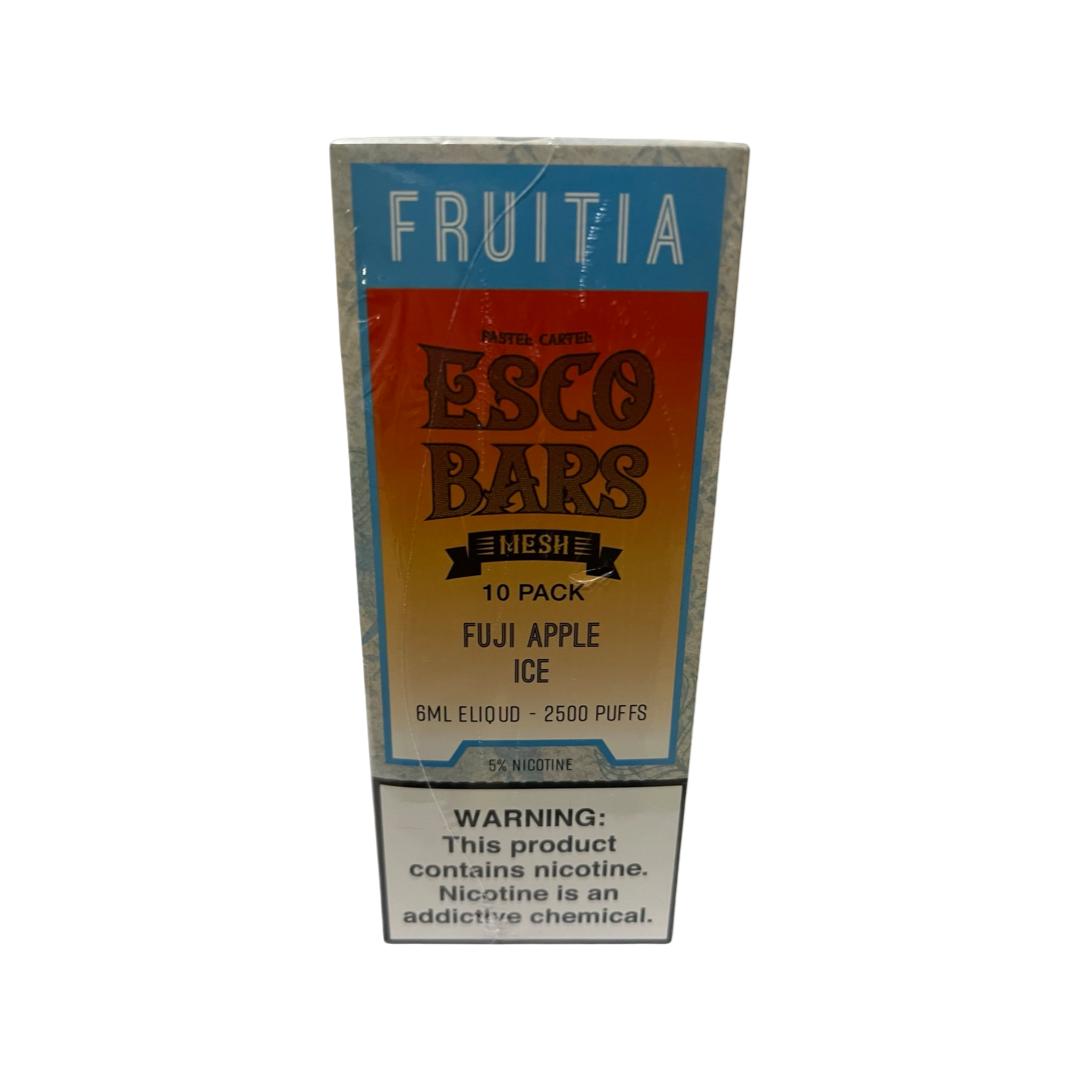 FRUITIA
PASTEL CARTEL
ESCO
BARS
MESH
10 PACK
FUJI APPLE
ICE
6ML ELIQUD - 2500 PUFFS
5% NICOTINE
WARNING:
This product
contains nicotine.
Nicotine is an
addictive chemical.